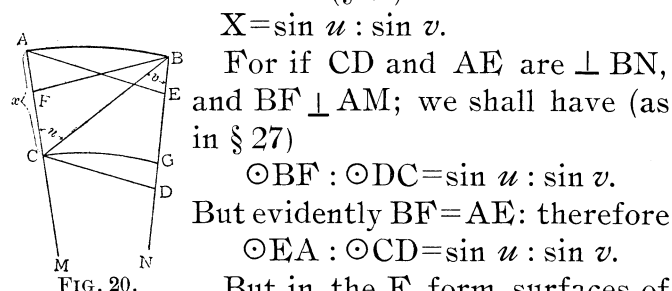 X=sin u : sin v.
For if CD and AE are ⊥ BN,
and BF ⊥ AM; we shall have (as
in § 27)
⊙BF : ⊙DC=sin u : sin v.
But evidently BF=AE: therefore
⊙EA : ⊙CD=sin u : sin v.
But in the F-form surfaces of
A
B
v
E
x
F
u
C
G
D
M
N
FIG. 20.